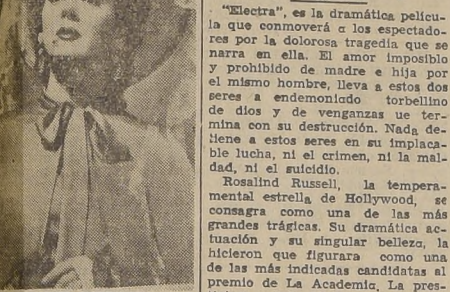 "Electra", es la dramática pelícu-
la que conmoverá a los espectado-
res por la dolorosa tragedia que se
narra en ella. El amor imposible
y prohibido de madre e hija por
el mismo hombre, lleva a estos dos
seres a endemoniado torbellino
de dios y de venganzas ue ter-
mina con su destrucción. Nada de-
tiene a estos seres en su implaca-
ble lucha, ni el crimen, ni la mal-
dad, ni el suicidio.
Rosalind Russell, la tempera-
mental estrella de Hollywood, se
consagra como una de las más
grandes trágicas. Su dramática ac-
tuación y su singular belleza, la
hicieron que figurara como una
de las más indicadas candidatas al
premio de La Academia. La pres-